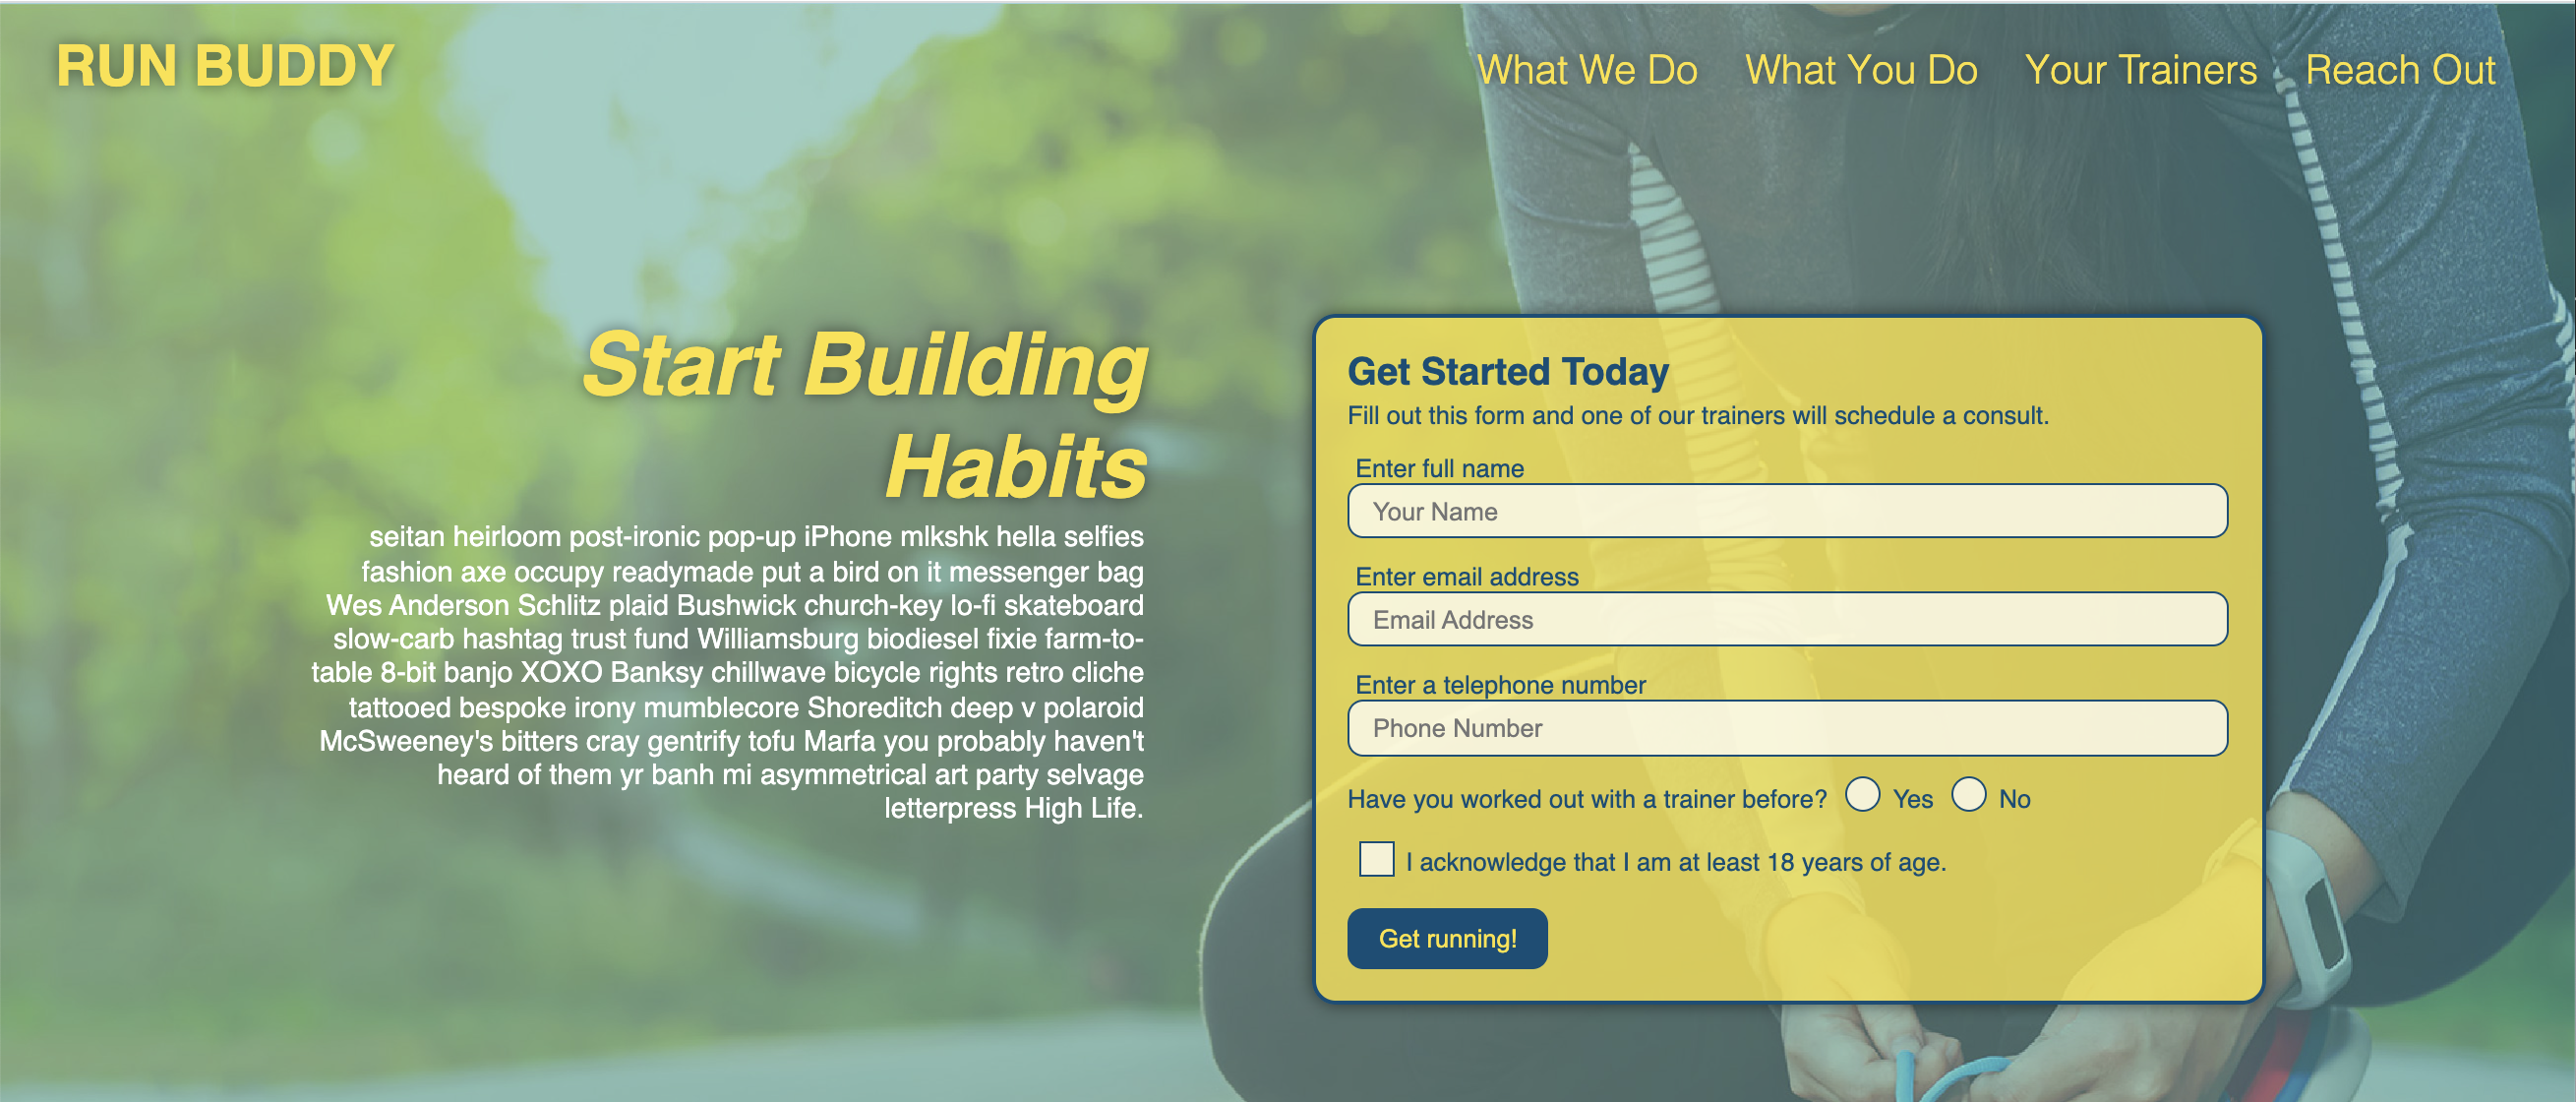 RUN BUDDY
What We Do
What You Do
Your Trainers
Reach Out
Start Building
Habits
seitan heirloom post-ironic pop-up iPhone mlkshk hella selfies
fashion axe occupy readymade put a bird on it messenger bag
Wes Anderson Schlitz plaid Bushwick church-key lo-fi skateboard
slow-carb hashtag trust fund Williamsburg biodiesel fixie farm-to-
table 8-bit banjo XOXO Banksy chillwave bicycle rights retro cliche
tattooed bespoke irony mumblecore Shoreditch deep v polaroid
McSweeney's bitters cray gentrify tofu Marfa you probably haven't
heard of them yr banh mi asymmetrical art party selvage
letterpress High Life.
Get Started Today
Fill out this form and one of our trainers will schedule a consult.
Enter full name
Your Name
Enter email address
Email Address
Enter a telephone number
Phone Number
Have you worked out with a trainer before? Yes No
I acknowledge that I am at least 18 years of age.
Get running!